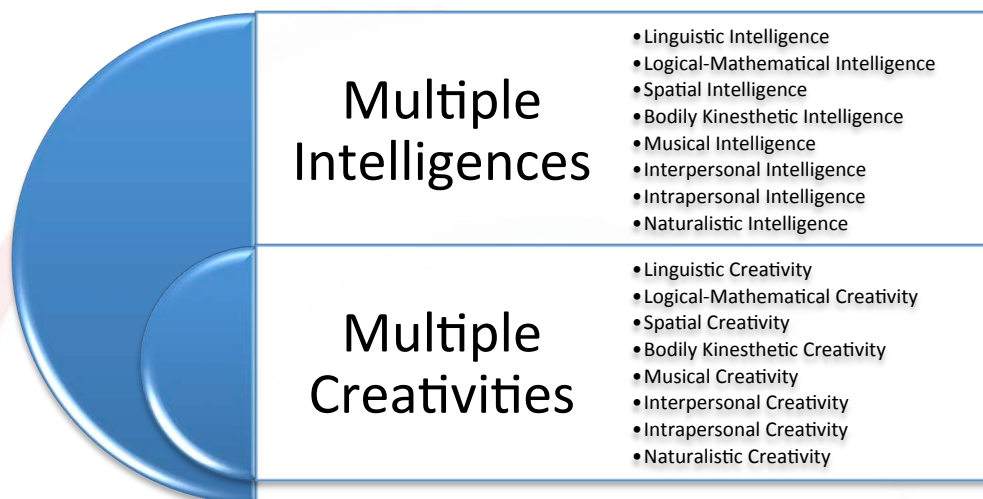 Multiple
Intelligences
•Linguistic Intelligence
•Logical-Mathematical Intelligence
•Spatial Intelligence
•Bodily Kinesthetic Intelligence
•Musical Intelligence
•Interpersonal Intelligence
•Intrapersonal Intelligence
•Naturalistic Intelligence
Multiple
Creativities
•Linguistic Creativity
•Logical-Mathematical Creativity
•Spatial Creativity
•Bodily Kinesthetic Creativity
•Musical Creativity
•Interpersonal Creativity
•Intrapersonal Creativity
•Naturalistic Creativity